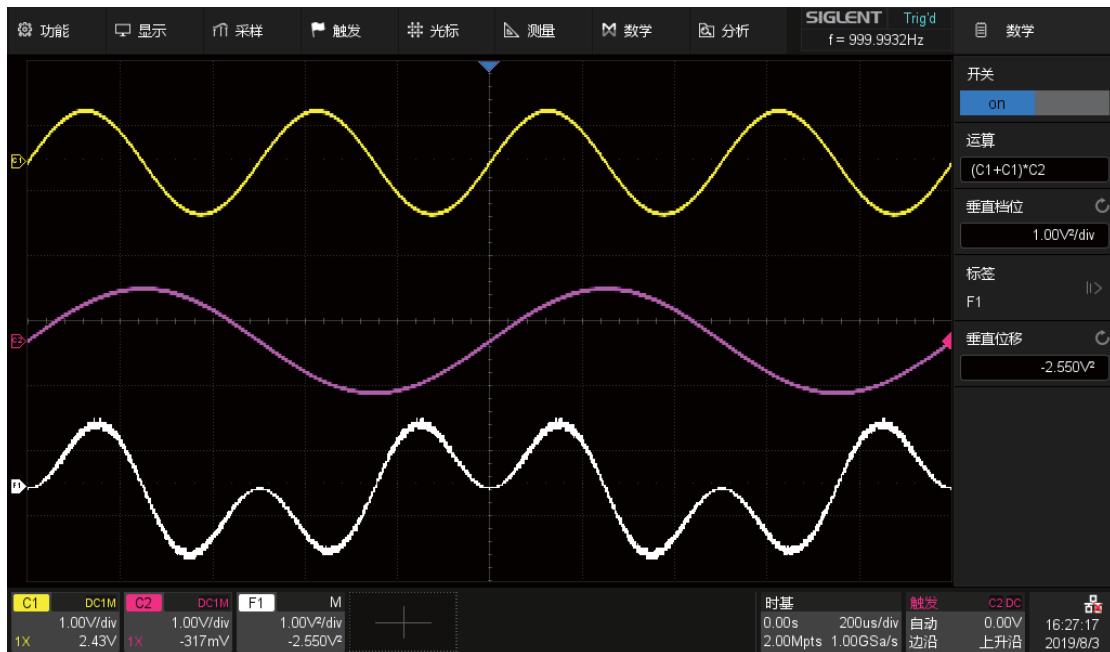 功能 显示 采样 触发 光标 测量 数学 分析
SIGLENT Trig'd
f = 999.9932Hz
数学
开关
on
运算
(C1+C1)*C2
垂直档位
1.00V²/div
标签
F1
垂直位移
-2.550V²
C1
C2
F1
C1 DC1M
1.00V/div
1X 2.43V
C2 DC1M
1.00V/div
1X -317mV
F1 M
1.00V²/div
-2.550V²
时基
0.00s 200us/div
2.00Mpts 1.00GSa/s
触发 C2 DC
自动 0.00V
边沿 上升沿
16:27:17
2019/8/3